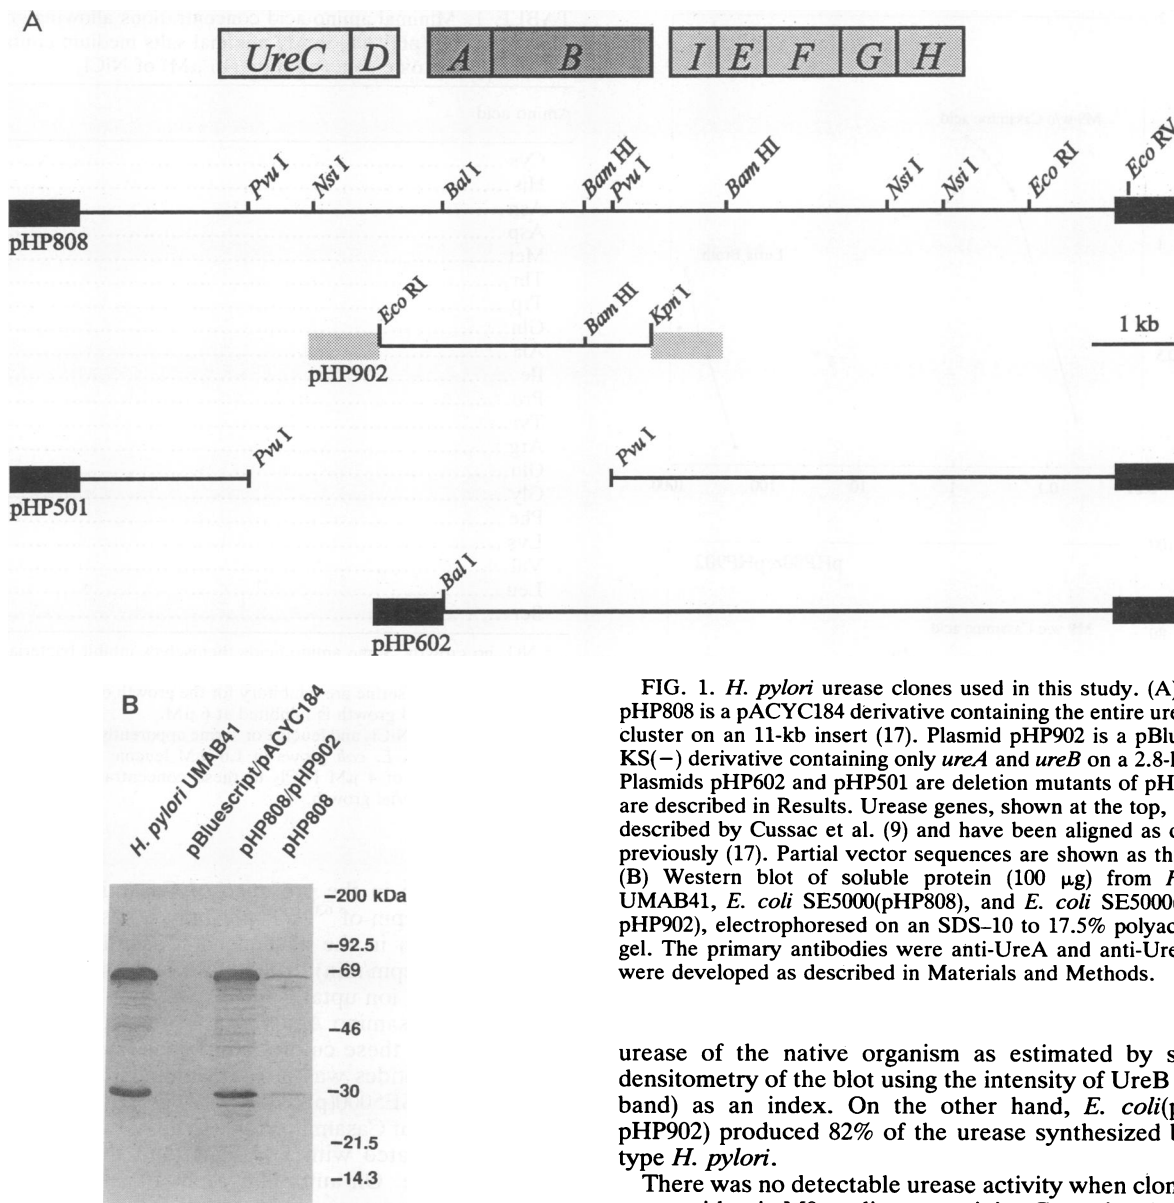 A
UreC D A B I E F G H
Pvu I Nsi I Bal I Bam HI Pvu I Bam HI Nsi I Nsi I Eco RI Eco RV
pHP808
Eco RI Bam HI Kpn I
1 kb
pHP902
Pvu I Pvu I
pHP501
Bal I
pHP602
B
H. pylori UMAB41
pBluescript/pACYC184
pHP808/pHP902
pHP808
–200 kDa
–92.5
–69
–46
–30
–21.5
–14.3
FIG. 1. H. pylori urease clones used in this study. (A)
pHP808 is a pACYC184 derivative containing the entire ure
cluster on an 11-kb insert (17). Plasmid pHP902 is a pBlu
KS(−) derivative containing only ureA and ureB on a 2.8-
Plasmids pHP602 and pHP501 are deletion mutants of pH
are described in Results. Urease genes, shown at the top,
described by Cussac et al. (9) and have been aligned as
previously (17). Partial vector sequences are shown as th
(B) Western blot of soluble protein (100 μg) from
UMAB41, E. coli SE5000(pHP808), and E. coli SE5000(
pHP902), electrophoresed on an SDS–10 to 17.5% polyac
gel. The primary antibodies were anti-UreA and anti-Ure
were developed as described in Materials and Methods.
urease of the native organism as estimated by s
densitometry of the blot using the intensity of UreB
band) as an index. On the other hand, E. coli(p
pHP902) produced 82% of the urease synthesized
type H. pylori.
There was no detectable urease activity when clon